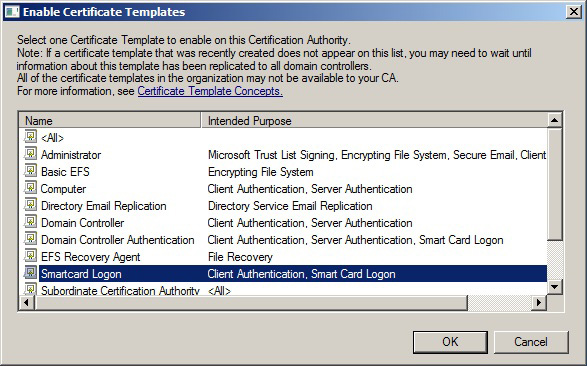 Enable Certificate Templates
Select one Certificate Template to enable on this Certification Authority.
Note: If a certificate template that was recently created does not appear on this list, you may need to wait until
information about this template has been replicated to all domain controllers.
All of the certificate templates in the organization may not be available to your CA.
For more information, see Certificate Template Concepts.
Name Intended Purpose
<All>
Administrator Microsoft Trust List Signing, Encrypting File System, Secure Email, Client
Basic EFS Encrypting File System
Computer Client Authentication, Server Authentication
Directory Email Replication Directory Service Email Replication
Domain Controller Client Authentication, Server Authentication
Domain Controller Authentication Client Authentication, Server Authentication, Smart Card Logon
EFS Recovery Agent File Recovery
Smartcard Logon Client Authentication, Smart Card Logon
Subordinate Certification Authority <All>
OK Cancel